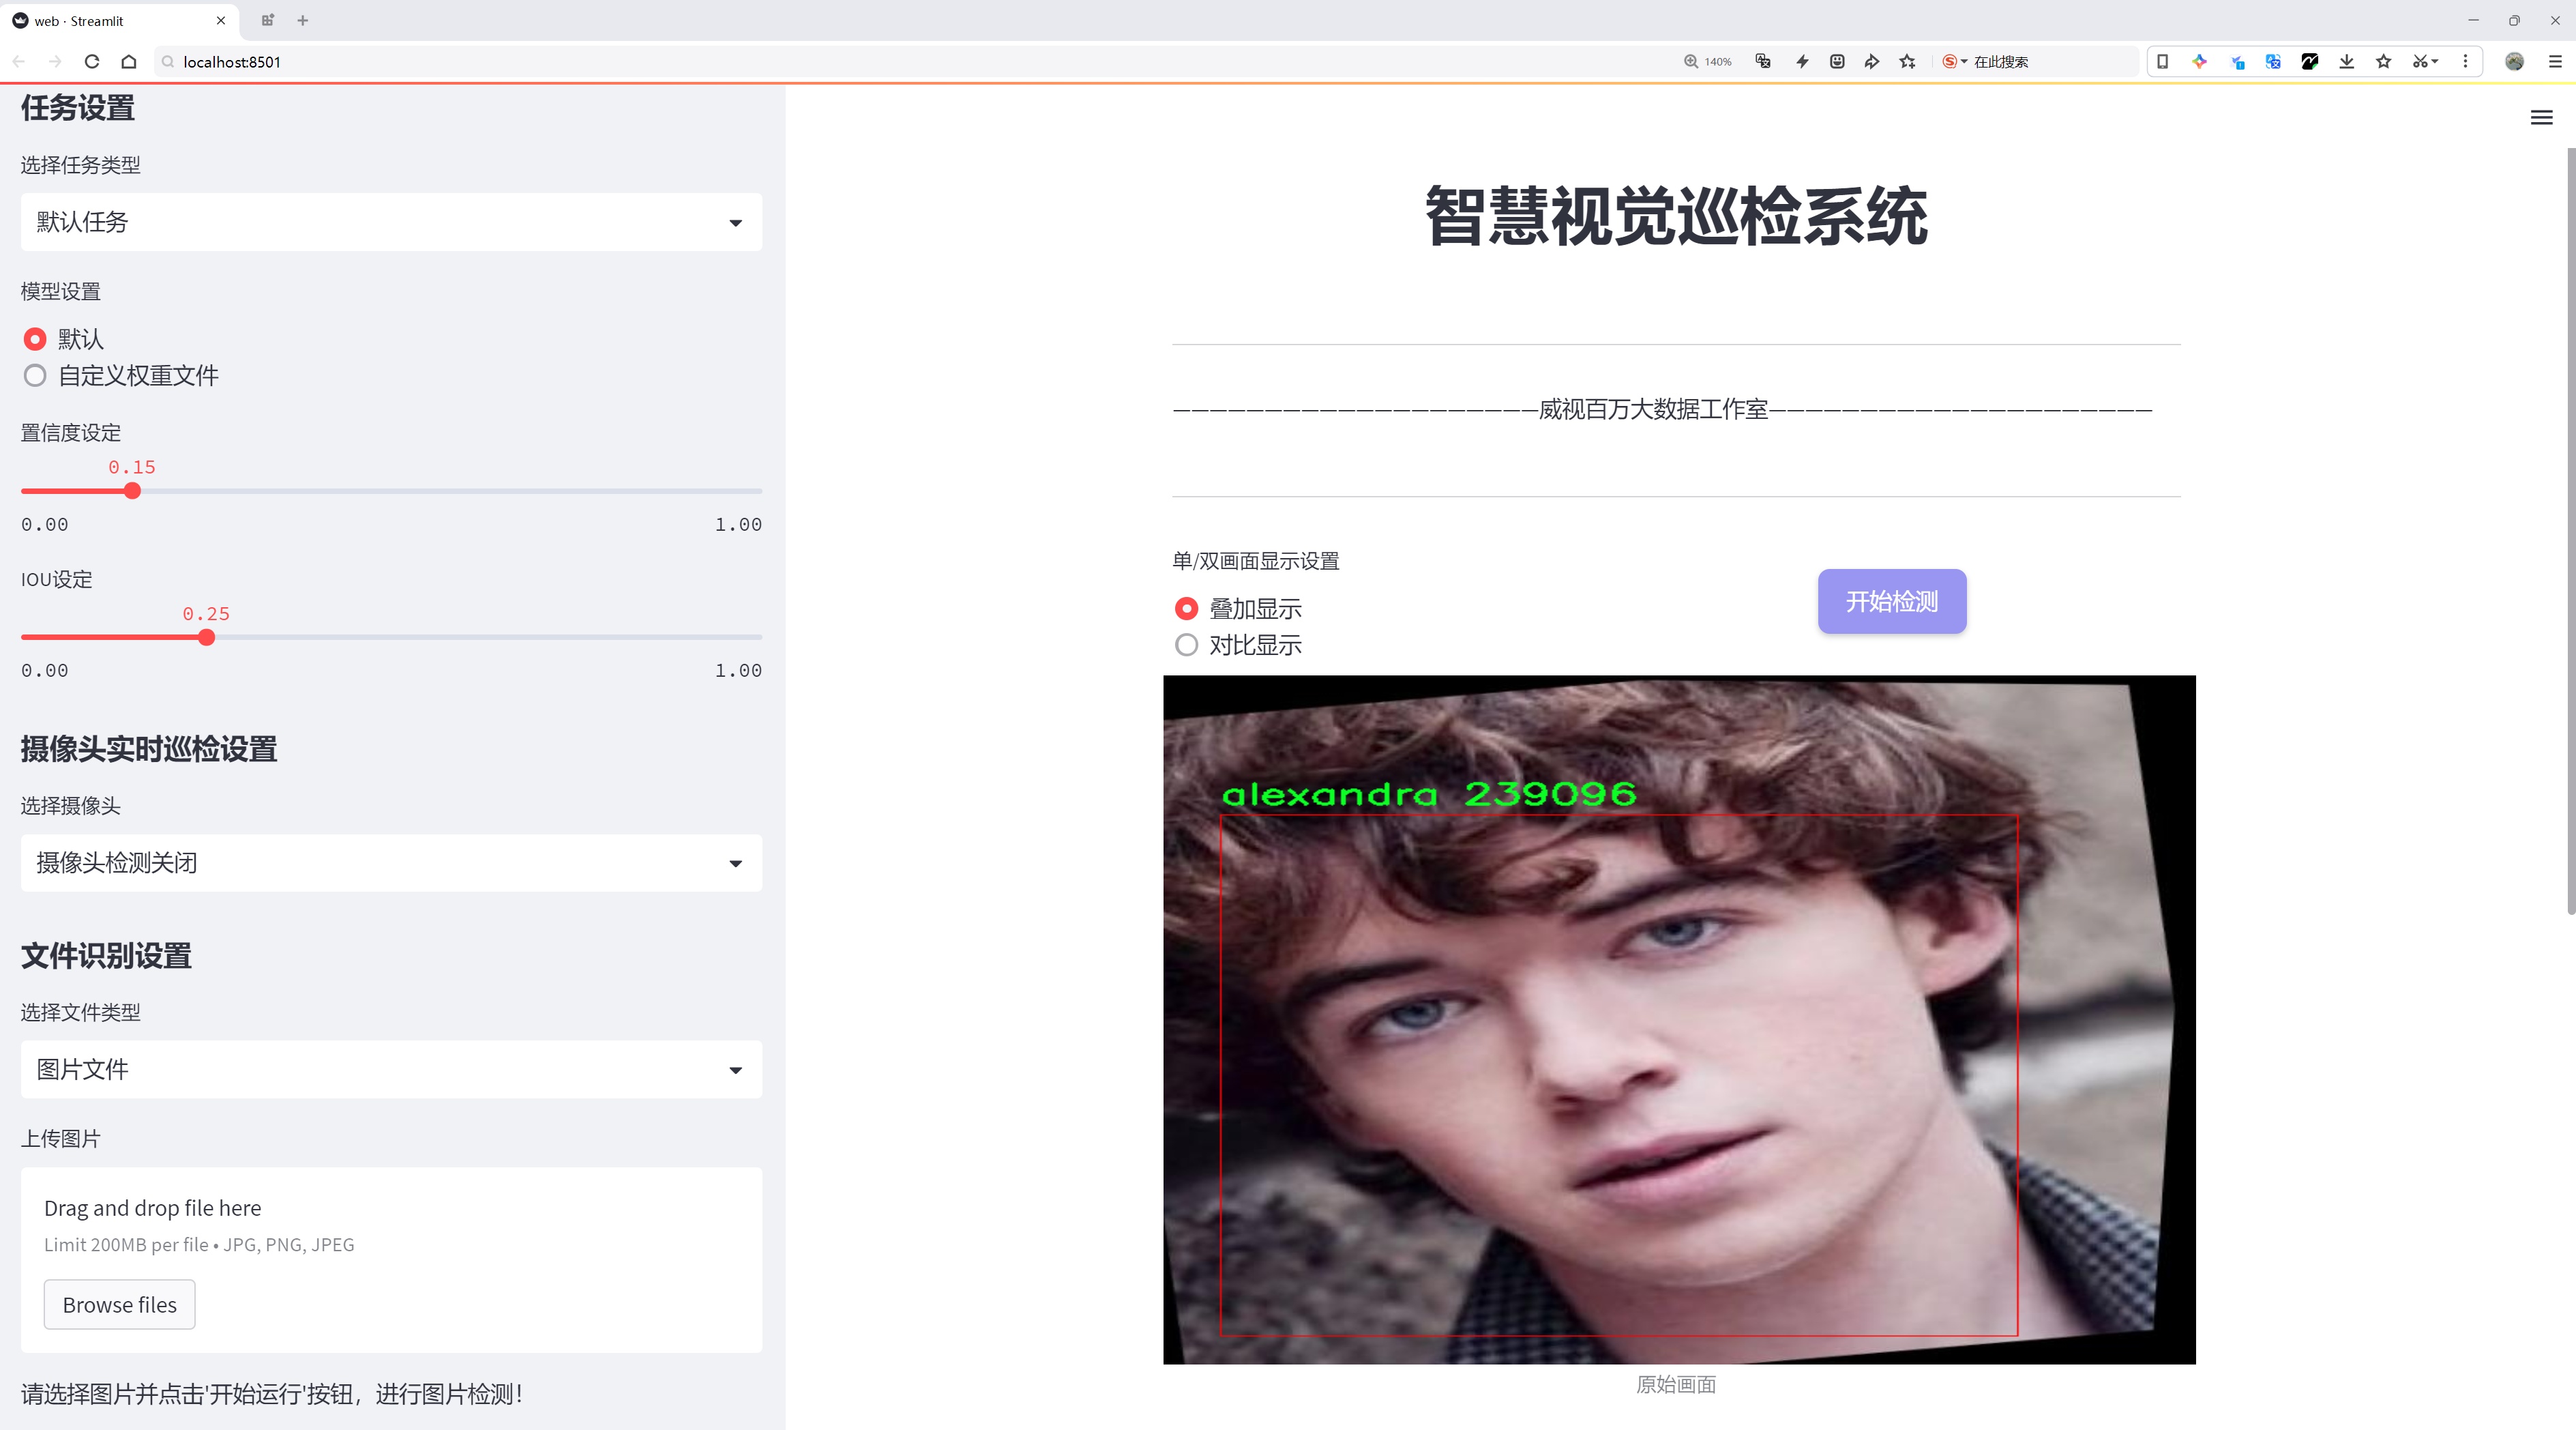 web · Streamlit
localhost:8501
140%
在此搜索
任务设置
选择任务类型
默认任务
模型设置
默认
自定义权重文件
置信度设定
0.15
0.00 1.00
IOU设定
0.25
0.00 1.00
摄像头实时巡检设置
选择摄像头
摄像头检测关闭
文件识别设置
选择文件类型
图片文件
上传图片
Drag and drop file here
Limit 200MB per file • JPG, PNG, JPEG
Browse files
请选择图片并点击'开始运行'按钮，进行图片检测！
智慧视觉巡检系统
—————————————————————威视百万大数据工作室——————————————————————
单/双画面显示设置
叠加显示
对比显示
开始检测
alexandra 239096
原始画面